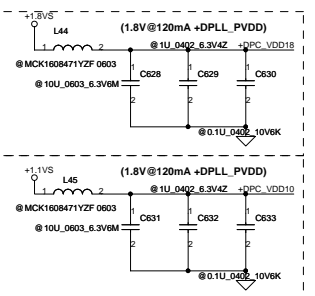 +1.8VS
L44
(1.8V@120mA +DPLL_PVDD)
1 2
@1U_0402_6.3V4Z +DPC_VDD18
@MCK1608471YZF 0603
@10U_0603_6.3V6M
1 1 1
C628 C629 C630
2 2 2
@0.1U_0402_10V6K
+1.1VS
L45
(1.8V@120mA +DPLL_PVDD)
1 2
@1U_0402_6.3V4Z +DPC_VDD10
@MCK1608471YZF 0603
@10U_0603_6.3V6M
1 1 1
C631 C632 C633
2 2 2
@0.1U_0402_10V6K